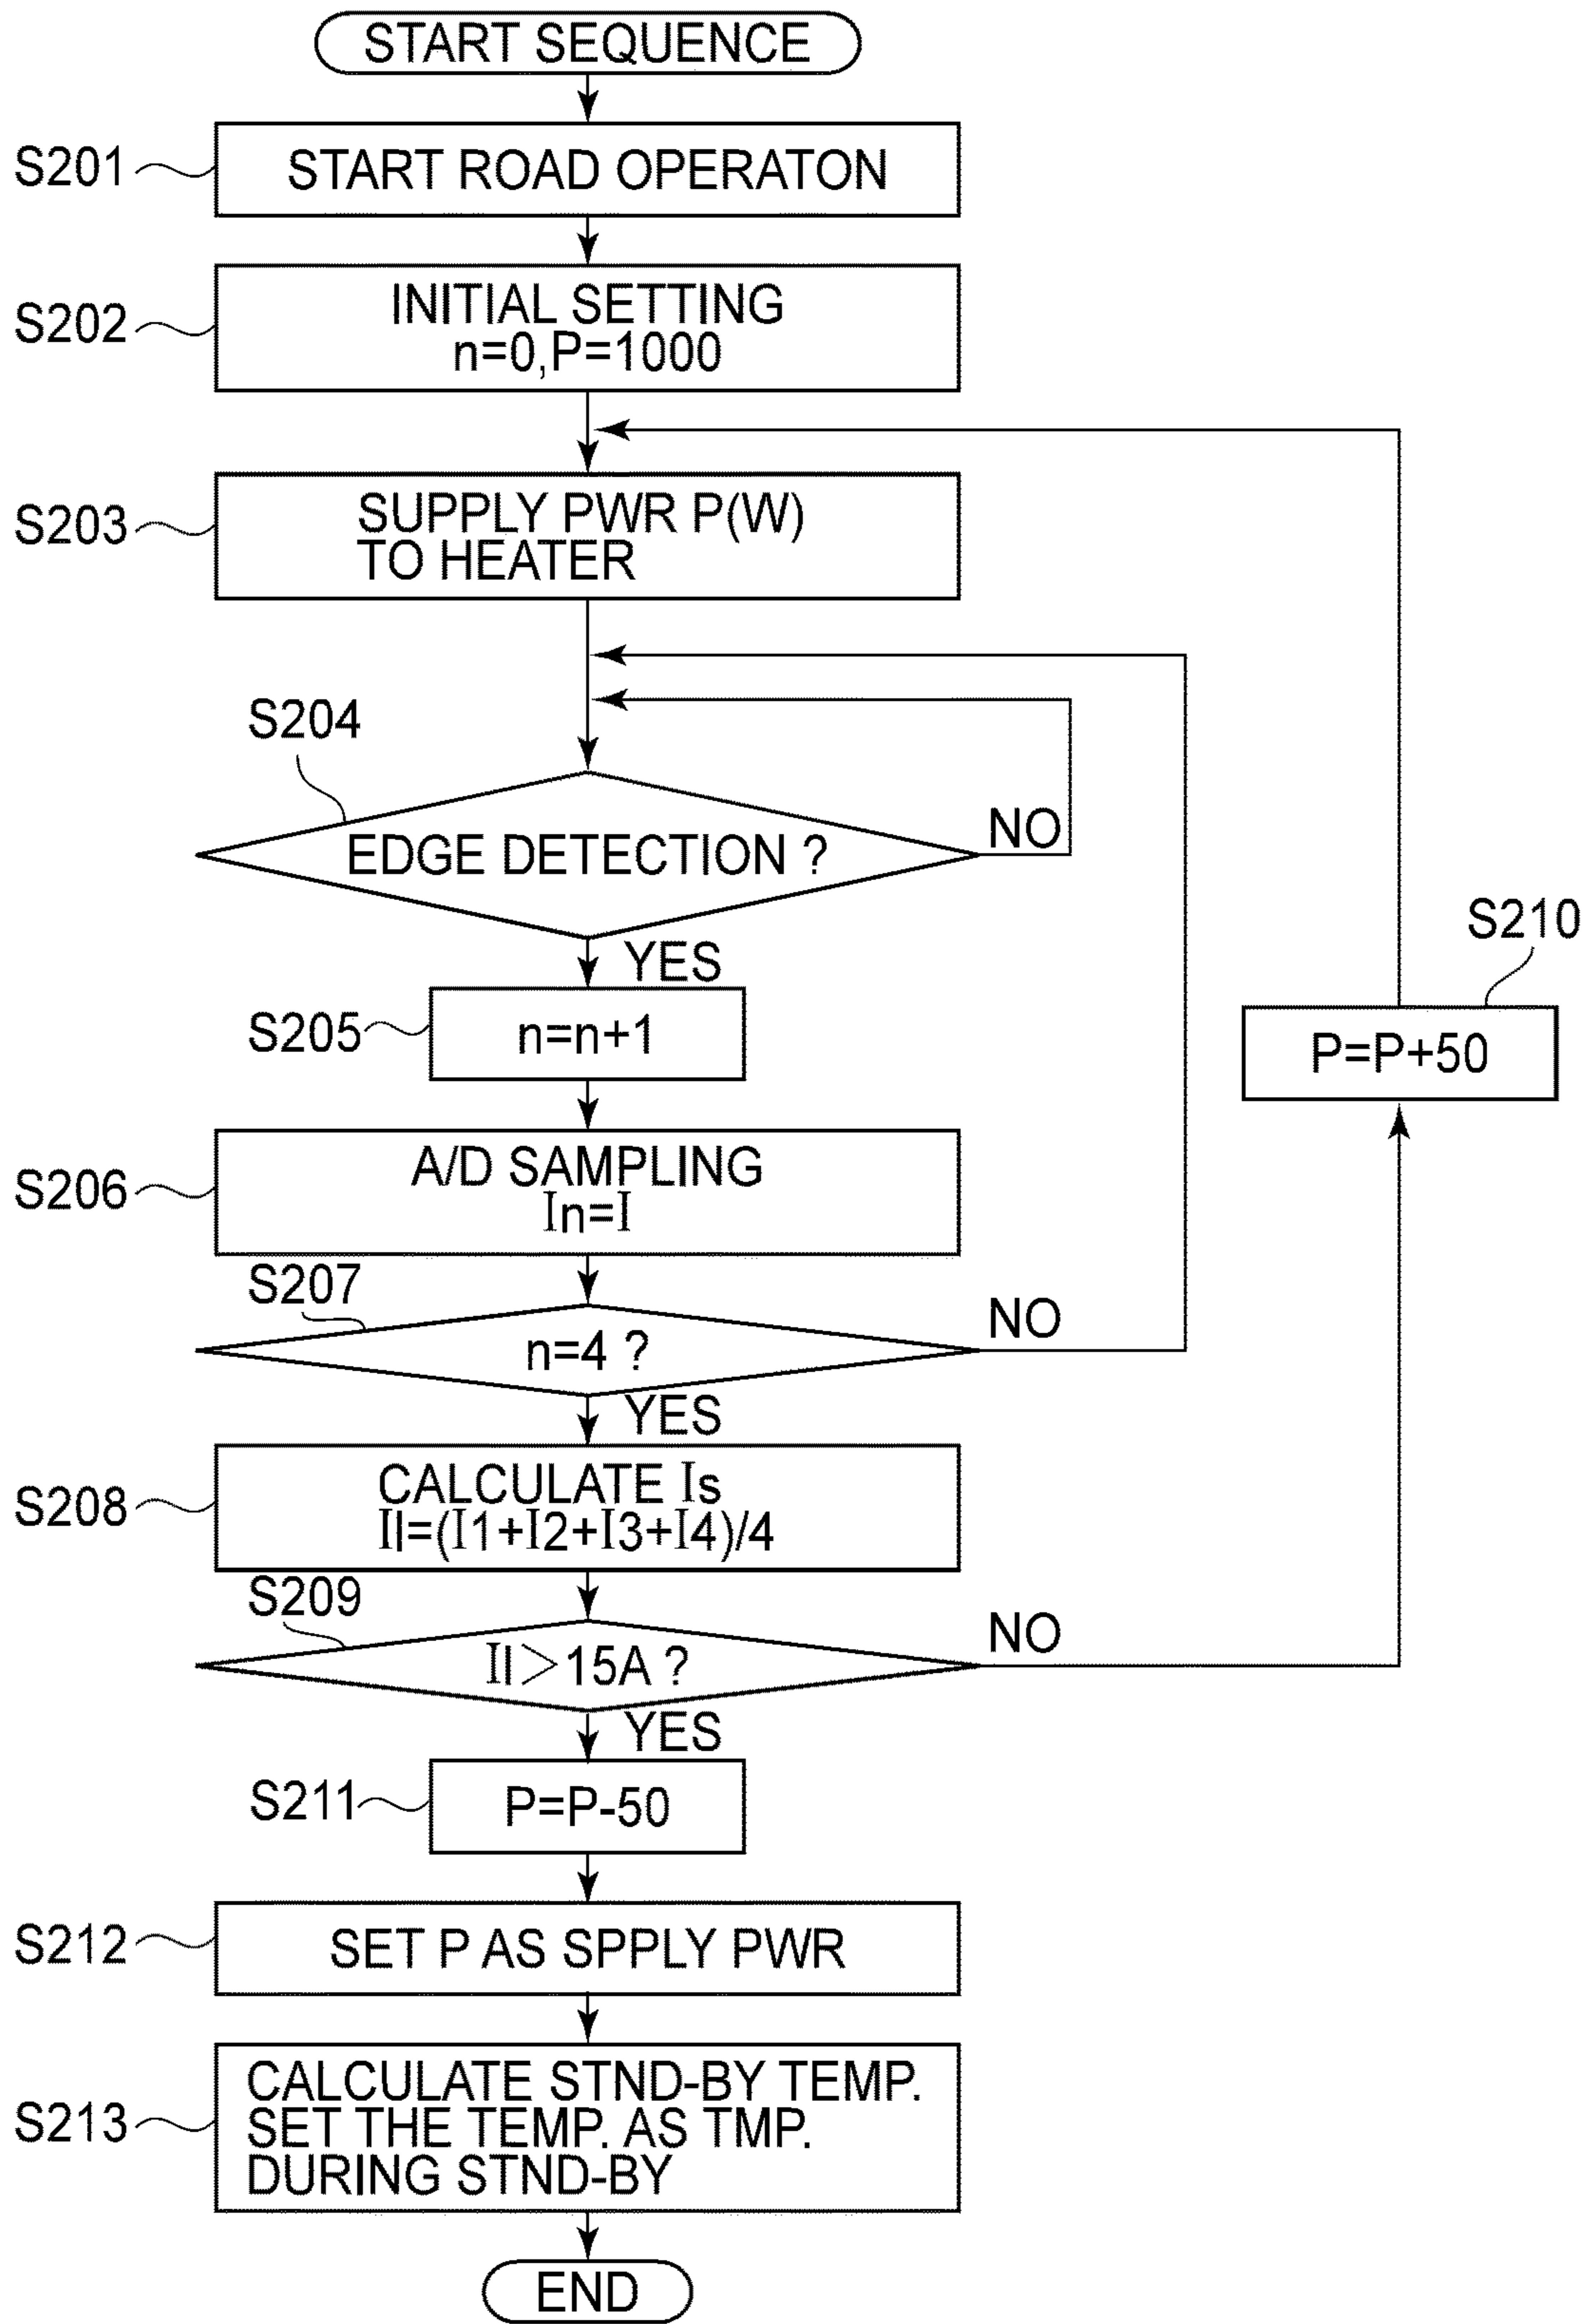 START SEQUENCE
S201
START ROAD OPERATON
S202
INITIAL SETTING
n=0,P=1000
S203
SUPPLY PWR P(W)
TO HEATER
S204
EDGE DETECTION ?
NO
YES
S205
n=n+1
S210
P=P+50
S206
A/D SAMPLING
In=I
S207
n=4 ?
NO
YES
S208
CALCULATE Is
Il=(I1+I2+I3+I4)/4
S209
Il>15A ?
NO
YES
S211
P=P-50
S212
SET P AS SPPLY PWR
S213
CALCULATE STND-BY TEMP.
SET THE TEMP. AS TMP.
DURING STND-BY
END